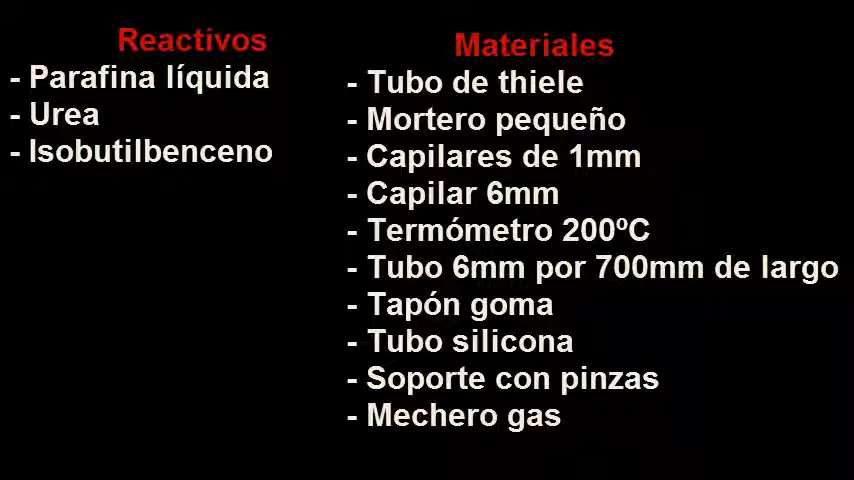 Reactivos
- Parafina líquida
- Urea
- Isobutilbenceno
Materiales
- Tubo de thiele
- Mortero pequeño
- Capilares de 1mm
- Capilar 6mm
- Termómetro 200ºC
- Tubo 6mm por 700mm de largo
- Tapón goma
- Tubo silicona
- Soporte con pinzas
- Mechero gas